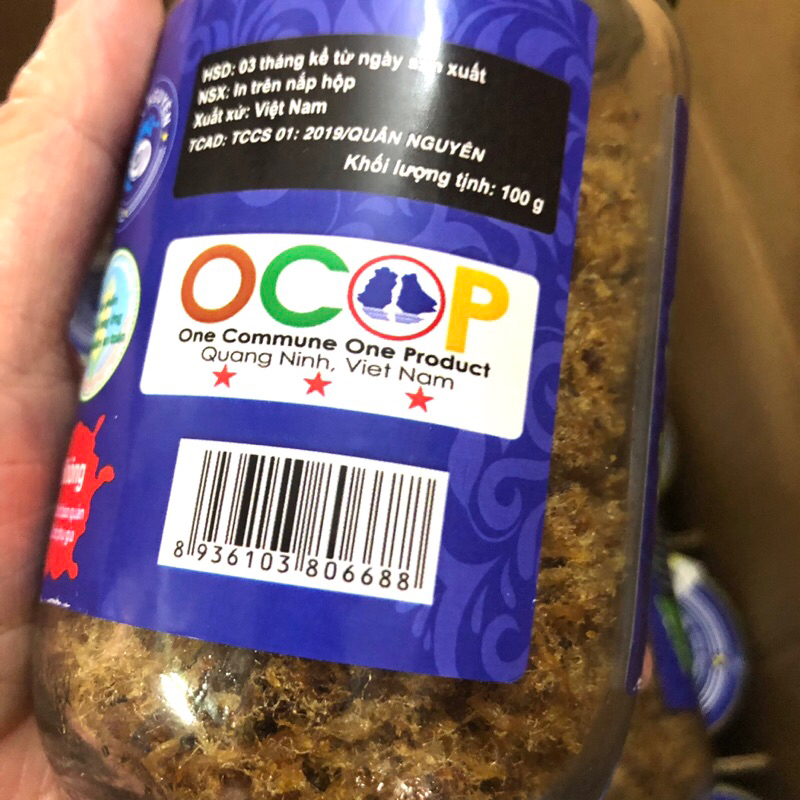 HSD: 03 tháng kể từ ngày sản xuất
NSX: In trên nắp hộp
Xuất xứ: Việt Nam
TCAD: TCCS 01: 2019/QUÂN NGUYÊN
Khối lượng tịnh: 100 g
NGUYÊN
OCOP
One Commune One Product
Quang Ninh, Viet Nam
8 936103 806688